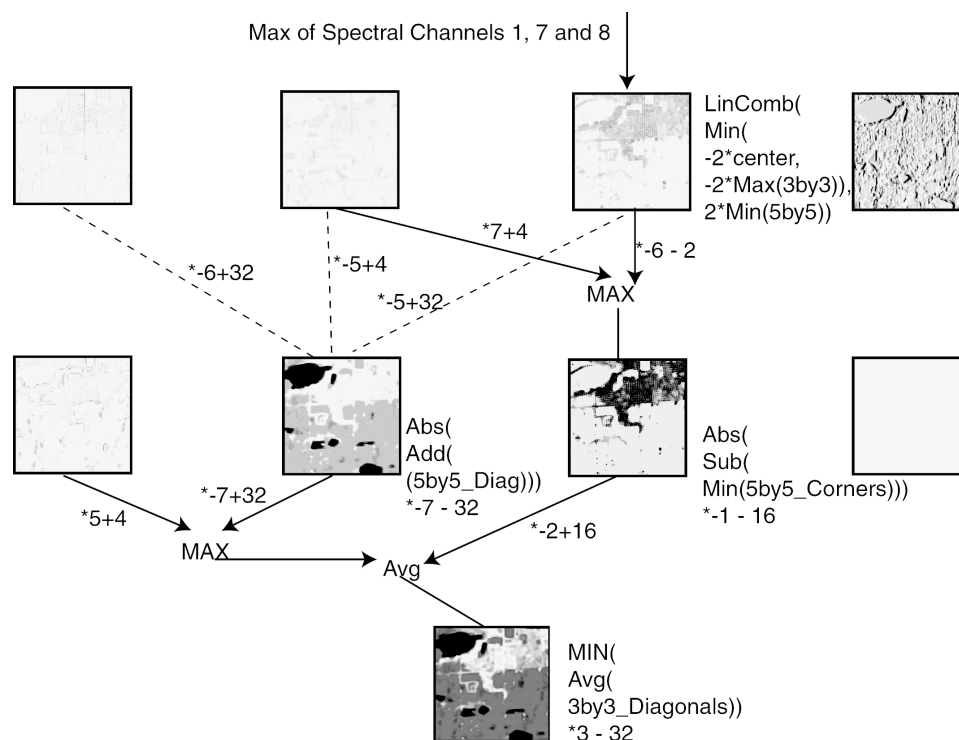 Max of Spectral Channels 1, 7 and 8
LinComb(
Min(
-2*center,
-2*Max(3by3)),
2*Min(5by5))
*7+4
*-6 - 2
*-6+32
*-5+4
*-5+32
MAX
Abs(
Add(
(5by5_Diag)))
*-7 - 32
Abs(
Sub(
Min(5by5_Corners)))
*-1 - 16
*5+4
*-7+32
*-2+16
MAX
Avg
MIN(
Avg(
3by3_Diagonals))
*3 - 32